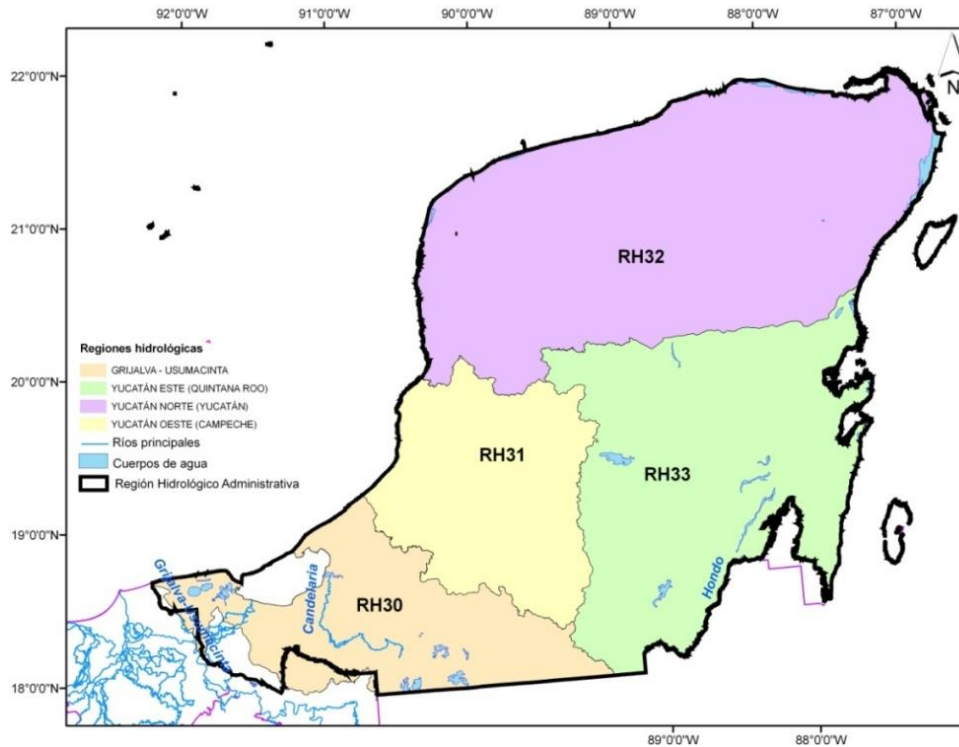 92°0'0"W 91°0'0"W 90°0'0"W 89°0'0"W 88°0'0"W 87°0'0"W
22°0'0"N
N
21°0'0"N
RH32
Regiones hidrológicas
GRIJALVA - USUMACINTA
20°0'0"N
YUCATÁN ESTE (QUINTANA ROO)
YUCATÁN NORTE (YUCATÁN)
YUCATÁN OESTE (CAMPECHE)
Ríos principales
Cuerpos de agua
Región Hidrológico Administrativa
RH31
RH33
19°0'0"N
Grijalva-Usumacinta
Candelaria
RH30
Hondo
18°0'0"N
89°0'0"W 88°0'0"W